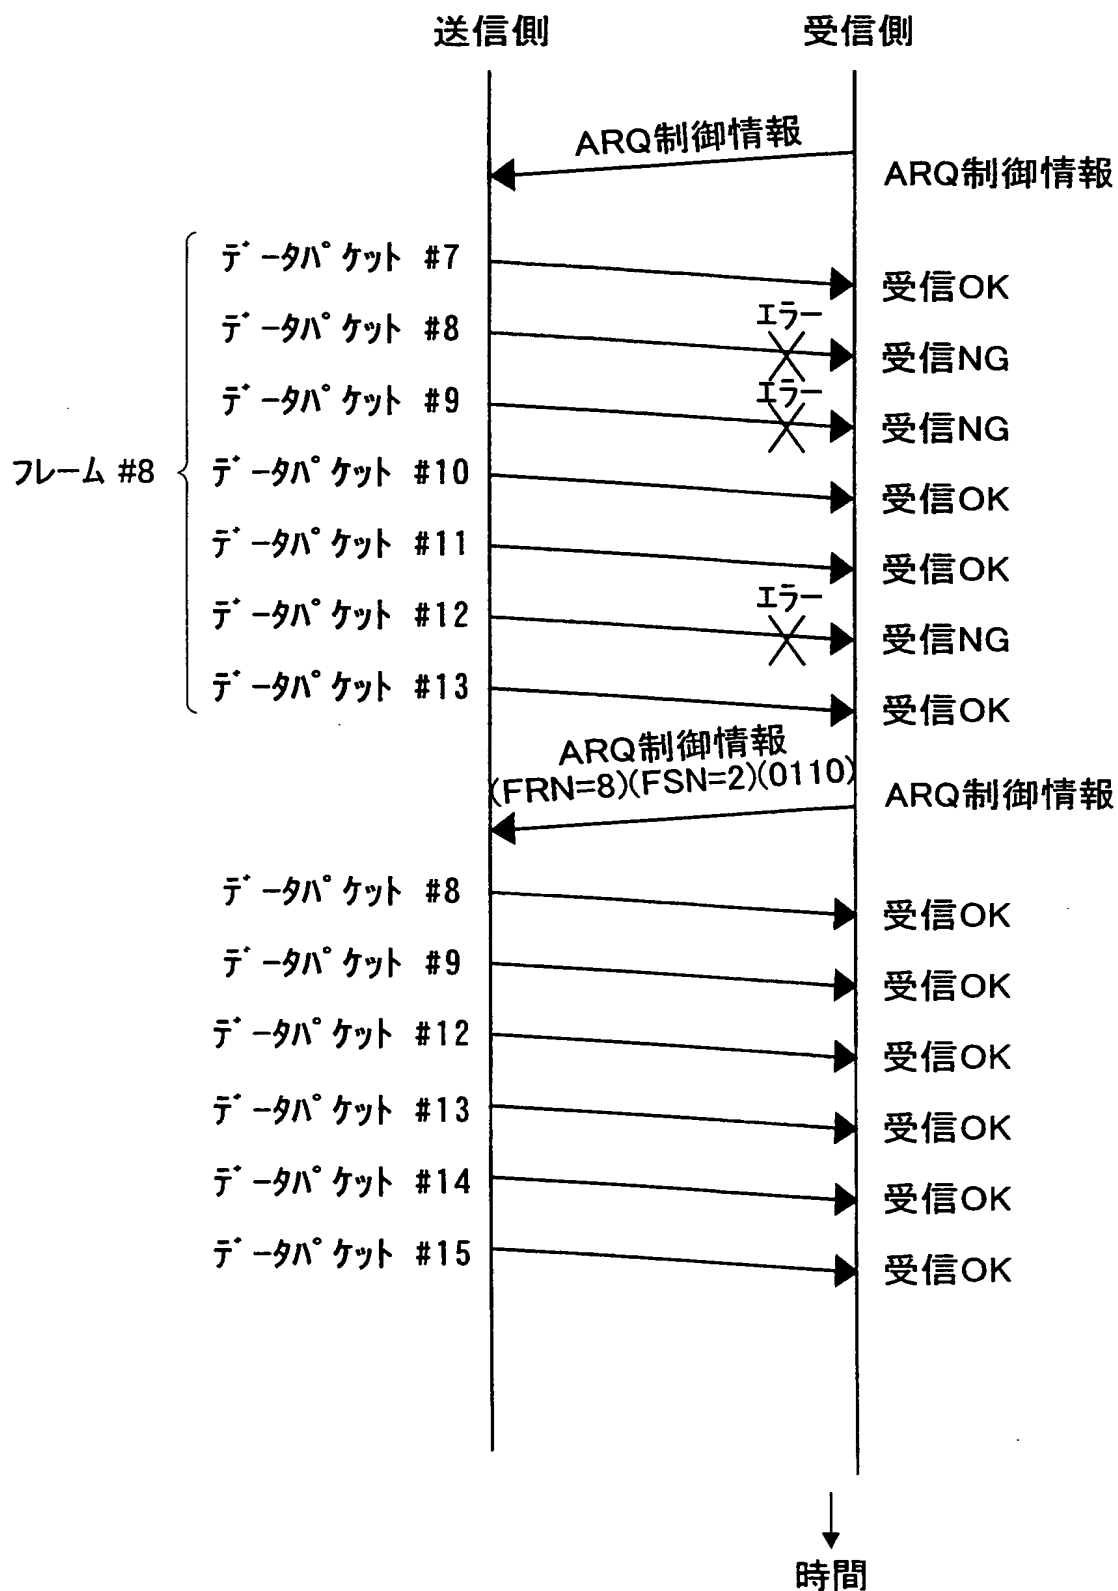 送信側 受信側
ARQ制御情報
ARQ制御情報
データパケット #7
受信OK
データパケット #8
エラー
受信NG
データパケット #9
エラー
受信NG
フレーム #8
データパケット #10
受信OK
データパケット #11
受信OK
データパケット #12
エラー
受信NG
データパケット #13
受信OK
ARQ制御情報
(FRN=8)(FSN=2)(0110)
ARQ制御情報
データパケット #8
受信OK
データパケット #9
受信OK
データパケット #12
受信OK
データパケット #13
受信OK
データパケット #14
受信OK
データパケット #15
受信OK
時間